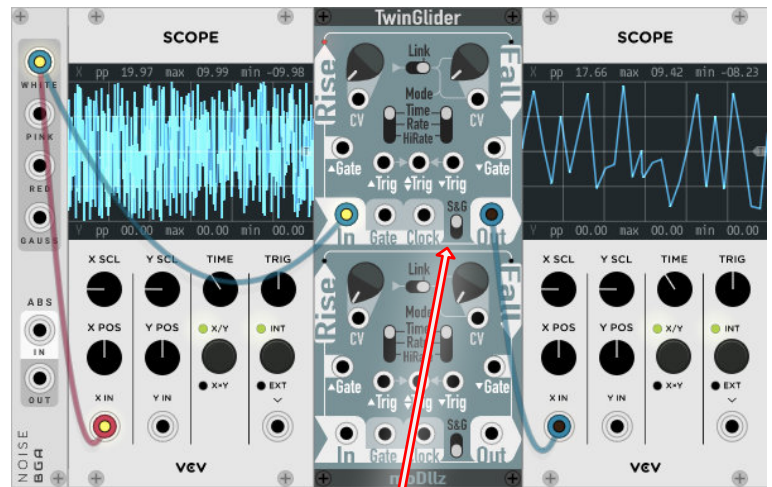 WHITE
PINK
RED
GAUSS
ABS
IN
OUT
NOISE
BGA
SCOPE
X pp 19.97 max 09.99 min -09.98
Y pp 00.00 max 00.00 min 00.00
X SCL Y SCL TIME TRIG
X POS Y POS X/Y INT
X×Y EXT
X IN Y IN
VCV
TwinGlider
Rise Link Fall
CV CV
Mode
Time
Rate
HiRate
▲Gate ▼Gate
▲Trig ▲Trig ▼Trig
S&G
In Gate Clock Out
Rise Link Fall
CV CV
Mode
Time
Rate
HiRate
▲Gate ▼Gate
▲Trig Trig ▼Trig
S&G
In Gate Clock Out
moDllz
SCOPE
X pp 17.66 max 09.42 min -08.23
Y pp 00.00 max 00.00 min 00.00
X SCL Y SCL TIME TRIG
X POS Y POS X/Y INT
X×Y EXT
X IN Y IN
VCV